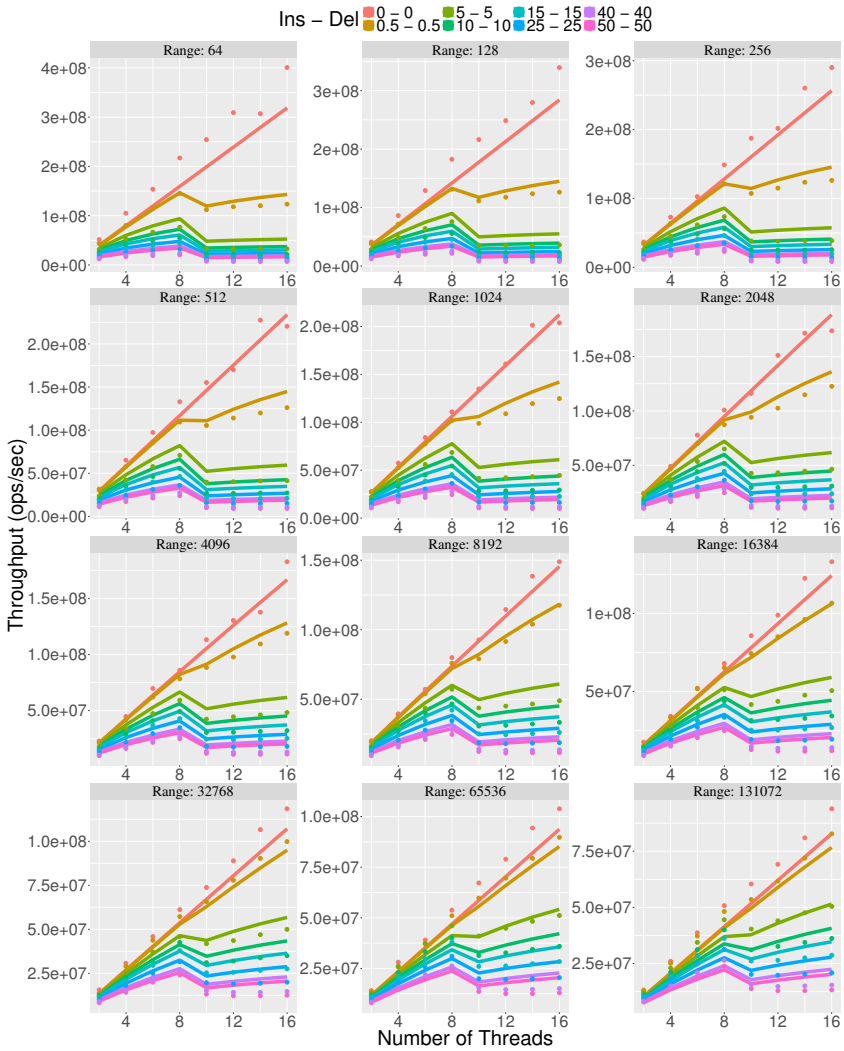 Ins − Del 0 − 0 5 − 5 15 − 15 40 − 40
0.5 − 0.5 10 − 10 25 − 25 50 − 50
Range: 64 Range: 128 Range: 256
4e+08
3e+08
2e+08
1e+08
0e+00
4 8 12 16
3e+08
2e+08
1e+08
0e+00
4 8 12 16
3e+08
2e+08
1e+08
0e+00
4 8 12 16
Range: 512 Range: 1024 Range: 2048
2.0e+08
1.5e+08
1.0e+08
5.0e+07
0.0e+00
4 8 12 16
2.0e+08
1.5e+08
1.0e+08
5.0e+07
0.0e+00
4 8 12 16
1.5e+08
1.0e+08
5.0e+07
4 8 12 16
Throughput (ops/sec)
Range: 4096 Range: 8192 Range: 16384
1.5e+08
1.0e+08
5.0e+07
4 8 12 16
1.5e+08
1.0e+08
5.0e+07
4 8 12 16
1e+08
5e+07
4 8 12 16
Range: 32768 Range: 65536 Range: 131072
1.0e+08
7.5e+07
5.0e+07
2.5e+07
4 8 12 16
1.0e+08
7.5e+07
5.0e+07
2.5e+07
4 8 12 16
7.5e+07
5.0e+07
2.5e+07
4 8 12 16
Number of Threads